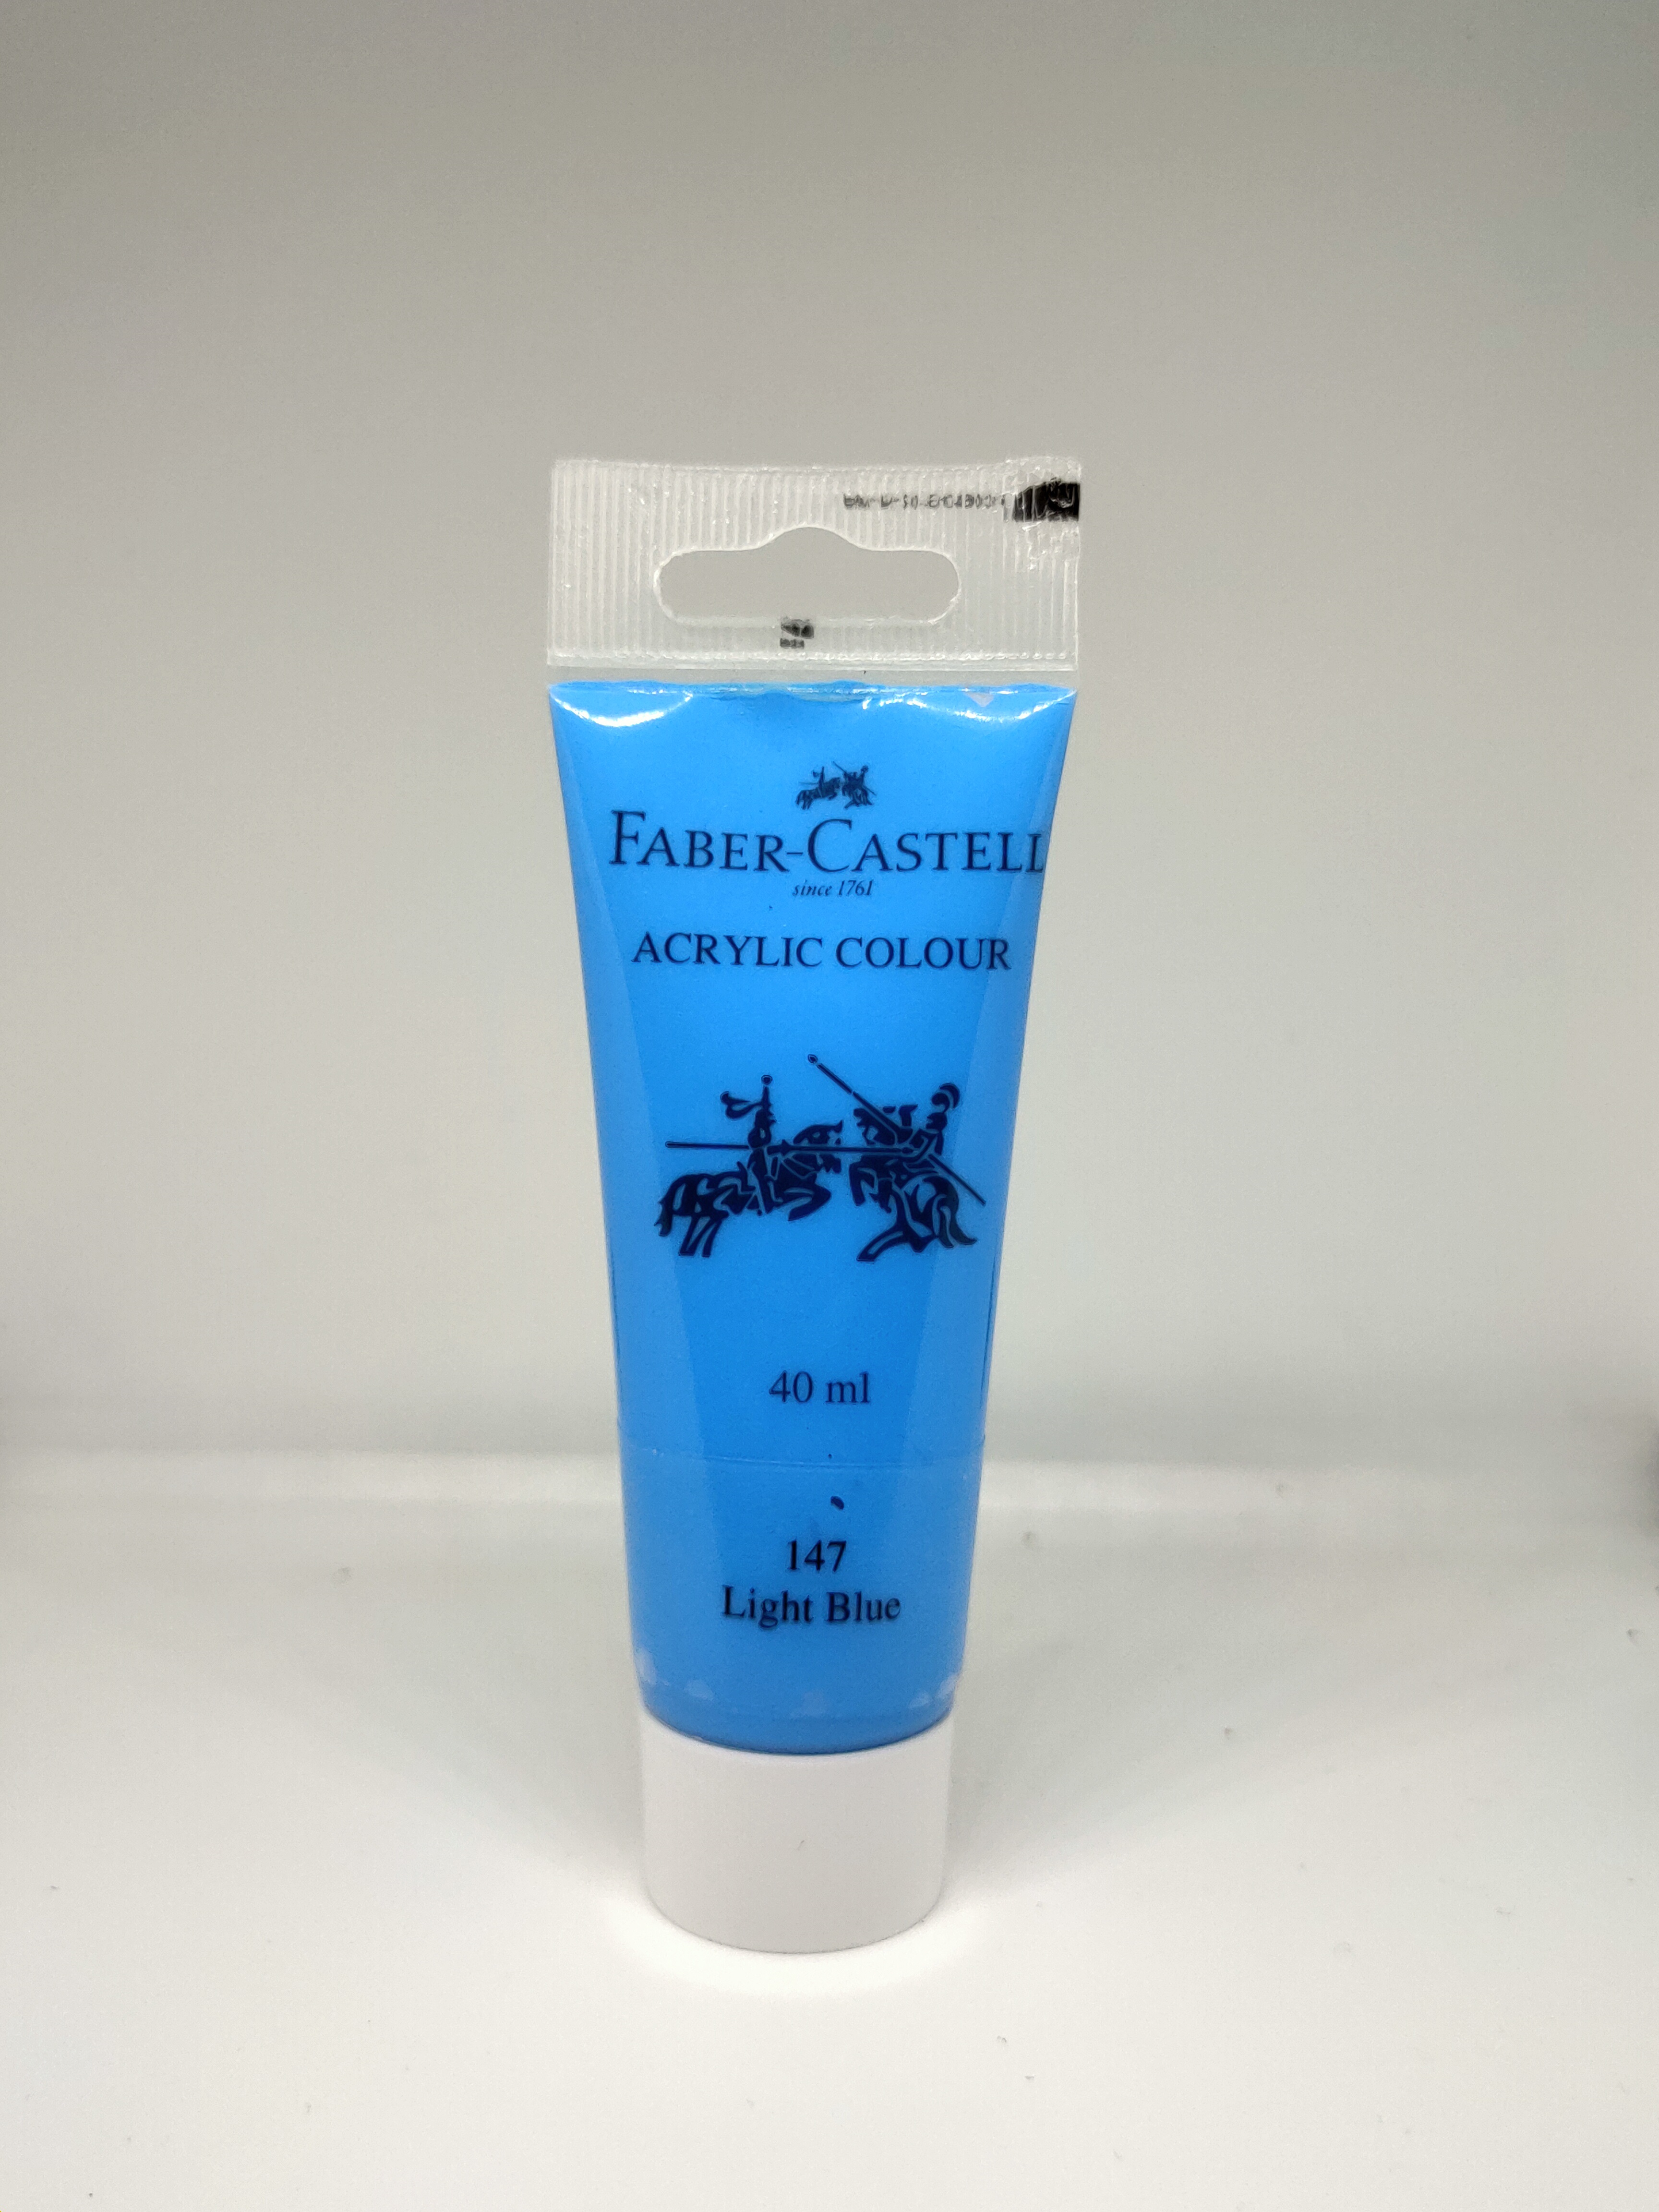 FABER-CASTELL
since 1761
ACRYLIC COLOUR
40 ml
147
Light Blue